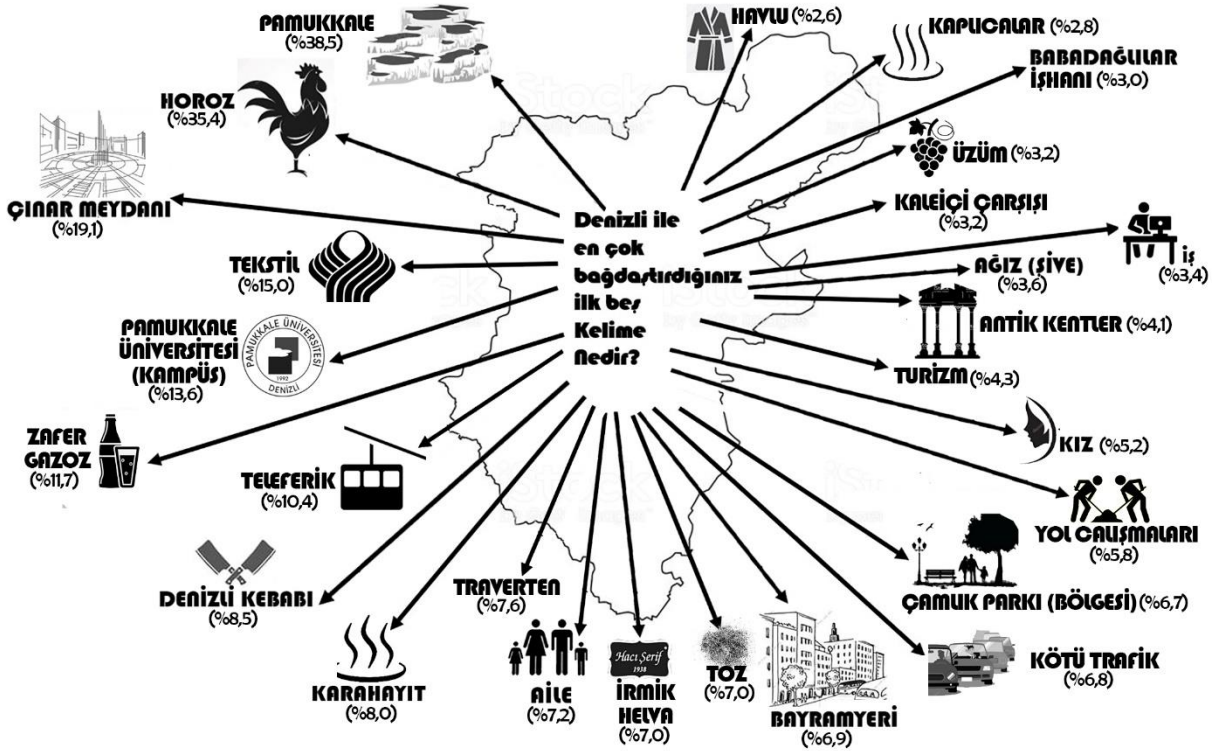 PAMUKKALE
(%38,5)
HAVLU (%2,6)
KAPLICALAR (%2,8)
BABADAĞLILAR
İŞHANI (%3,0)
HOROZ
(%35,4)
ÜZÜM (%3,2)
ÇINAR MEYDANI
(%19,1)
KALEİÇİ ÇARŞISI
(%3,2)
İŞ
(%3,4)
Denizli ile
en çok
bağdaştırdığınız
ilk beş
Kelime
Nedir?
TEKSTİL
(%15,0)
AĞIZ (ŞİVE)
(%3,6)
ANTİK KENTLER (%4,1)
PAMUKKALE
ÜNİVERSİTESİ
(KAMPÜS)
(%13,6)
PAMUKKALE ÜNİVERSİTESİ
1992
DENİZLİ
TURİZM (%4,3)
KIZ (%5,2)
ZAFER
GAZOZ
(%11,7)
TELEFERİK
(%10,4)
YOL CALIŞMALARI
(%5,8)
DENİZLİ KEBABI
(%8,5)
TRAVERTEN
(%7,6)
ÇAMLIK PARKI (BÖLGESİ) (%6,7)
KARAHAYIT
(%8,0)
AİLE
(%7,2)
Hacı Şerif
1938
İRMİK
HELVA
(%7,0)
TOZ
(%7,0)
BAYRAMYERİ
(%6,9)
KÖTÜ TRAFİK
(%6,8)
iStock